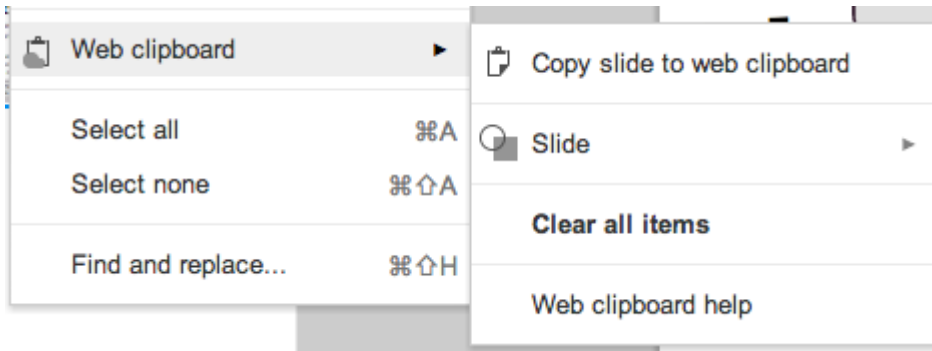 Web clipboard ►
Select all ⌘A
Select none ⌘⇧A
Find and replace... ⌘⇧H
Copy slide to web clipboard
Slide ►
Clear all items
Web clipboard help